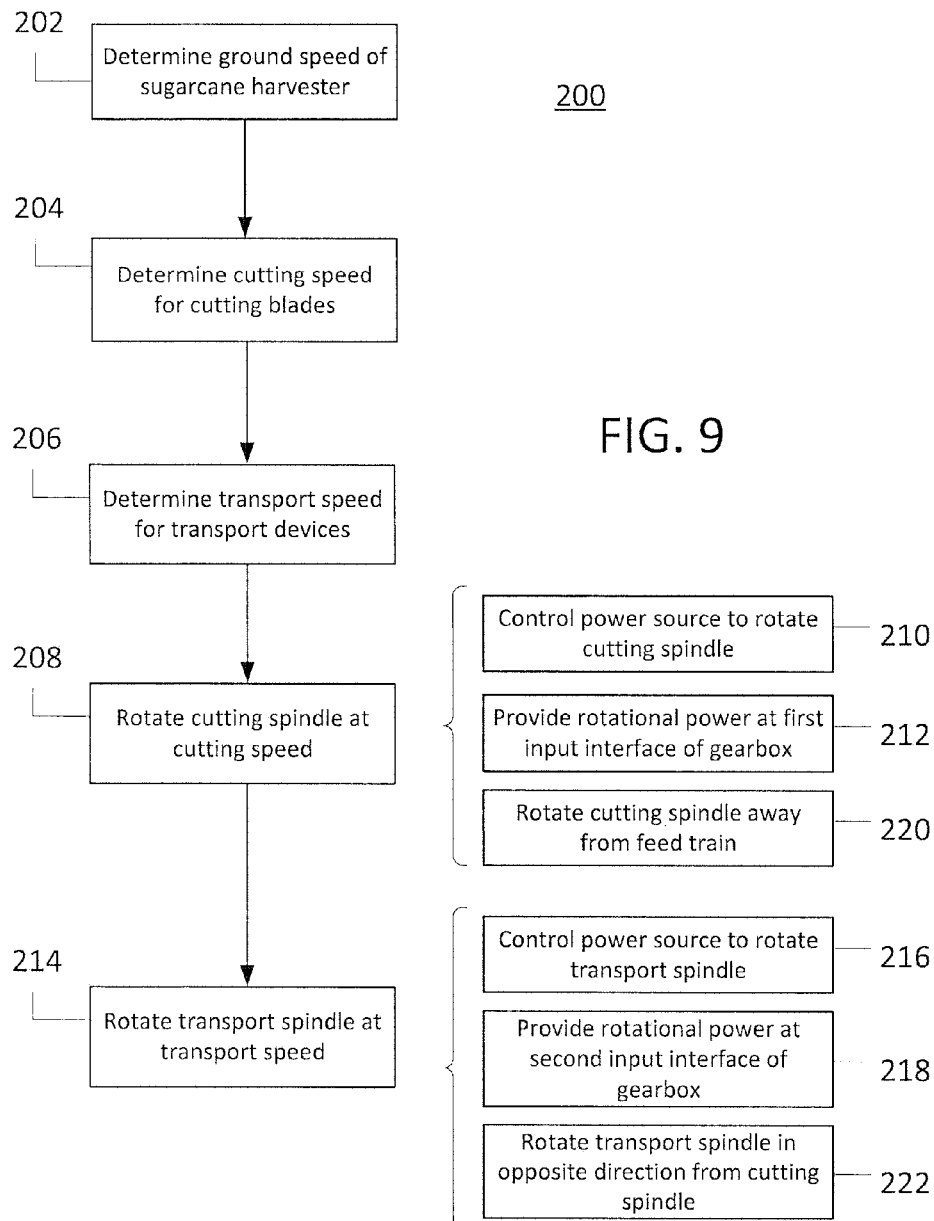 202
Determine ground speed of
sugarcane harvester
200
204
Determine cutting speed
for cutting blades
FIG. 9
206
Determine transport speed
for transport devices
208
Rotate cutting spindle at
cutting speed
Control power source to rotate
cutting spindle
210
Provide rotational power at first
input interface of gearbox
212
Rotate cutting spindle away
from feed train
220
214
Rotate transport spindle at
transport speed
Control power source to rotate
transport spindle
216
Provide rotational power at
second input interface of
gearbox
218
Rotate transport spindle in
opposite direction from cutting
spindle
222